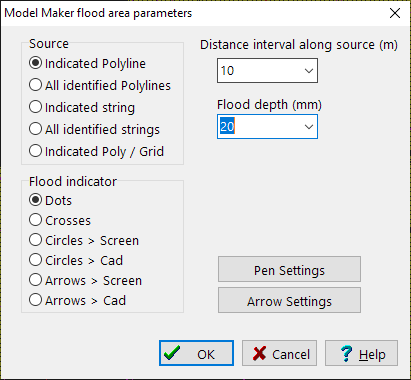 Model Maker flood area parameters
Source
Indicated Polyline
All identified Polylines
Indicated string
All identified strings
Indicated Poly / Grid
Distance interval along source (m)
10
Flood depth (mm)
20
Flood indicator
Dots
Crosses
Circles > Screen
Circles > Cad
Arrows > Screen
Arrows > Cad
Pen Settings
Arrow Settings
OK
Cancel
? Help